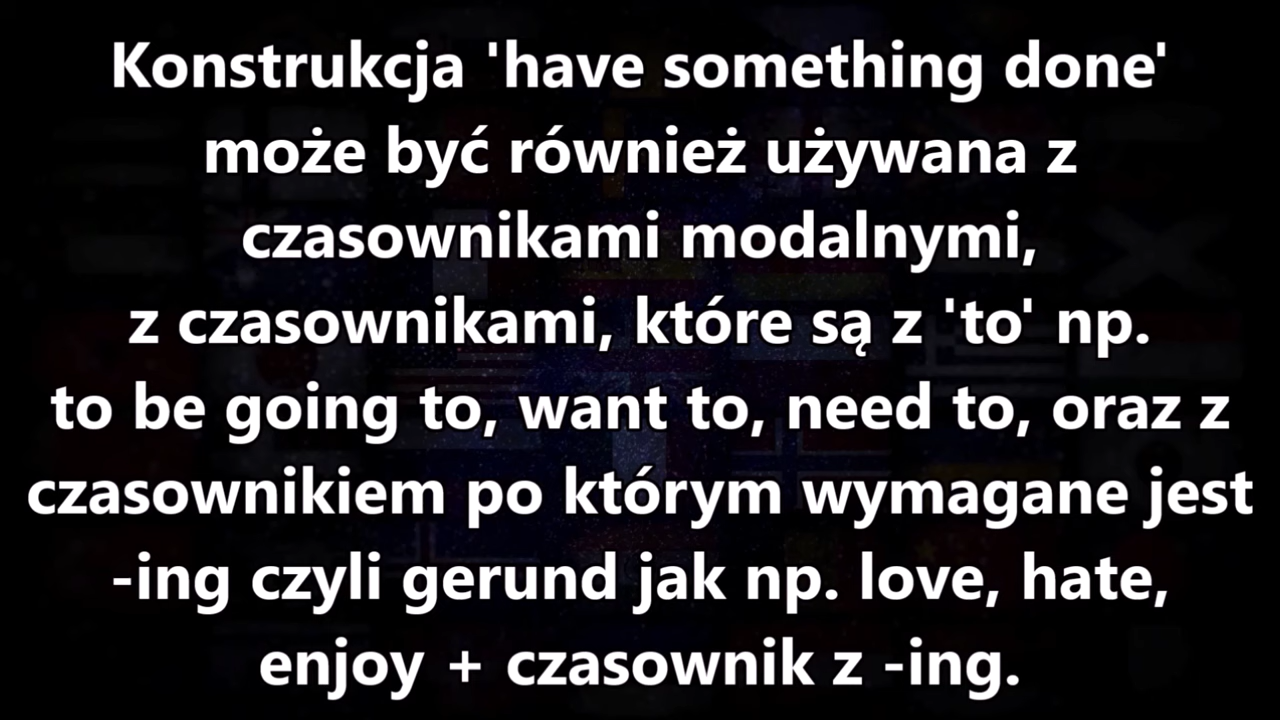 Konstrukcja 'have something done'
może być również używana z
czasownikami modalnymi,
z czasownikami, które są z 'to' np.
to be going to, want to, need to, oraz z
czasownikiem po którym wymagane jest
-ing czyli gerund jak np. love, hate,
enjoy + czasownik z -ing.